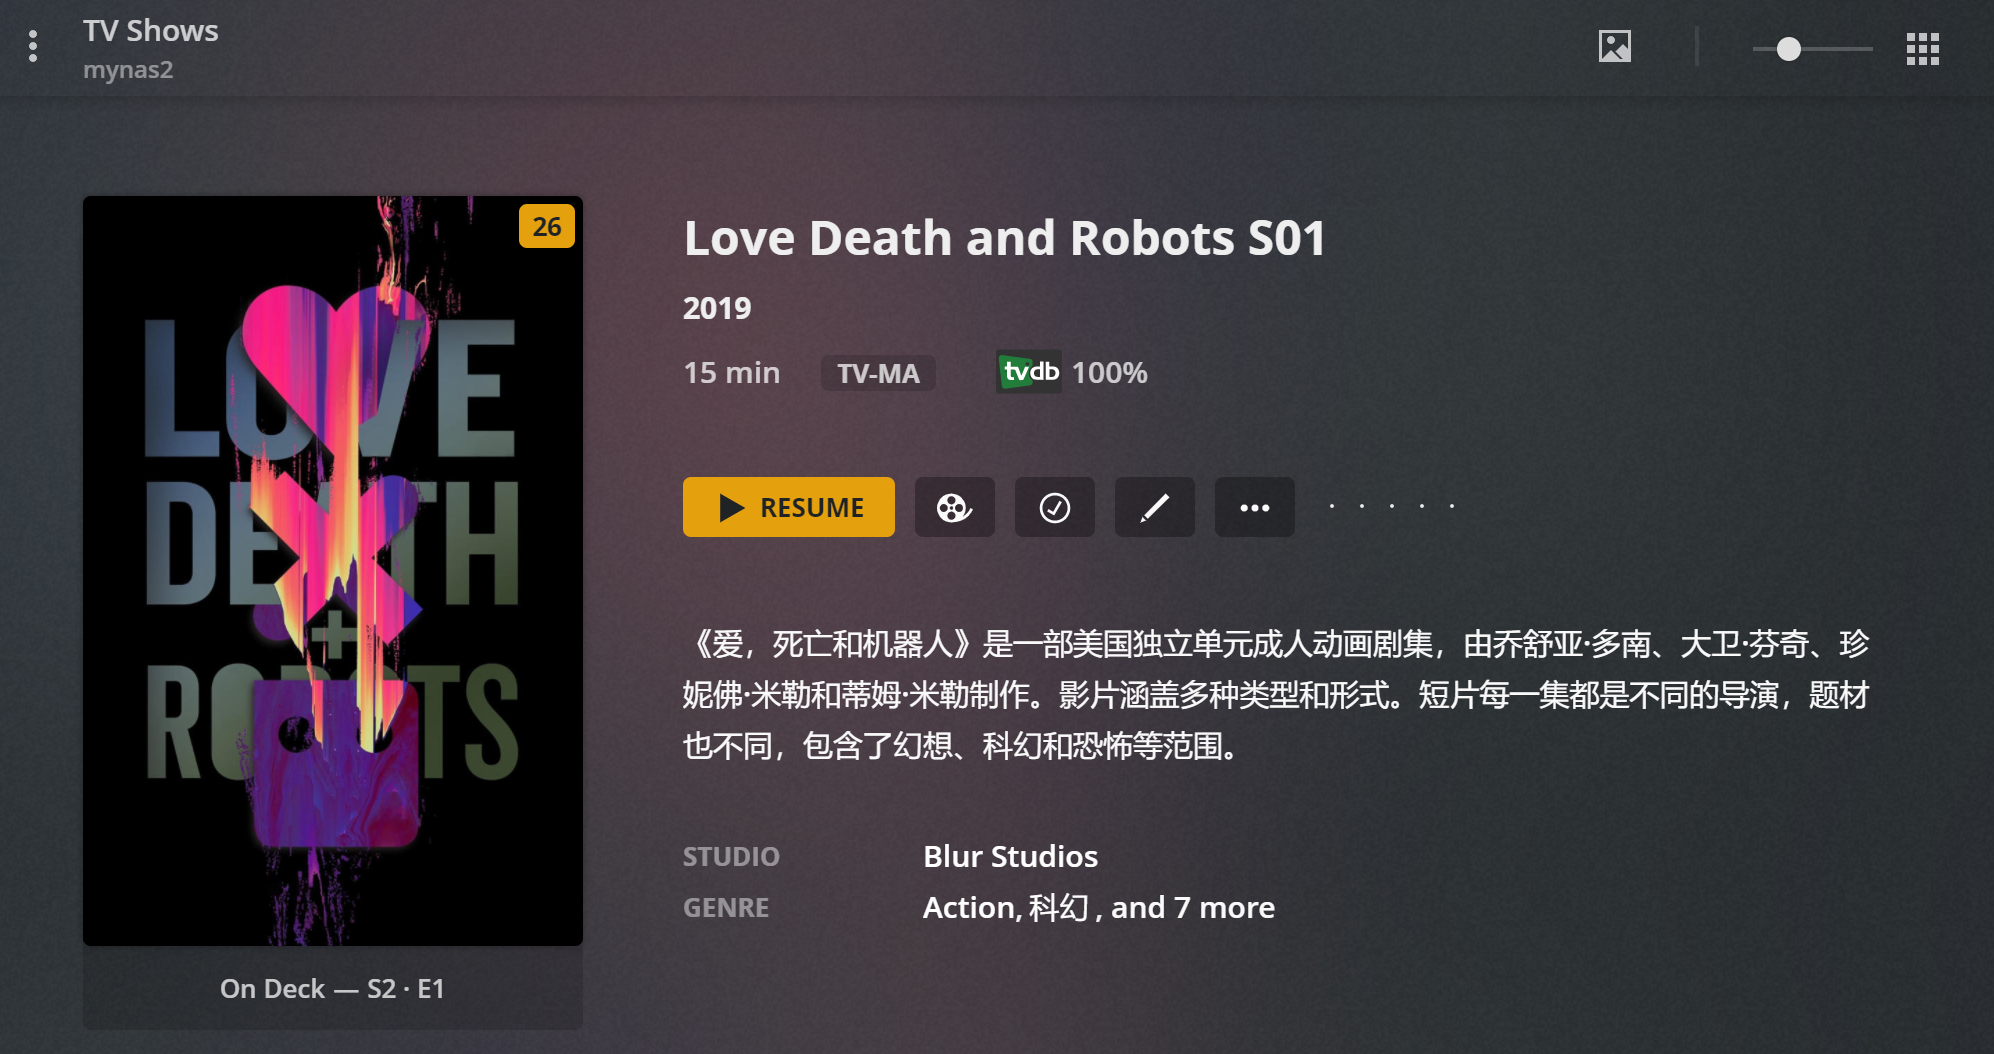 TV Shows
mynas2
26
LOVE
DEATH
+
ROBOTS
On Deck — S2 · E1
Love Death and Robots S01
2019
15 min TV-MA tvdb 100%
RESUME
《爱，死亡和机器人》是一部美国独立单元成人动画剧集，由乔舒亚·多南、大卫·芬奇、珍
妮佛·米勒和蒂姆·米勒制作。影片涵盖多种类型和形式。短片每一集都是不同的导演，题材
也不同，包含了幻想、科幻和恐怖等范围。
STUDIO Blur Studios
GENRE Action, 科幻 , and 7 more